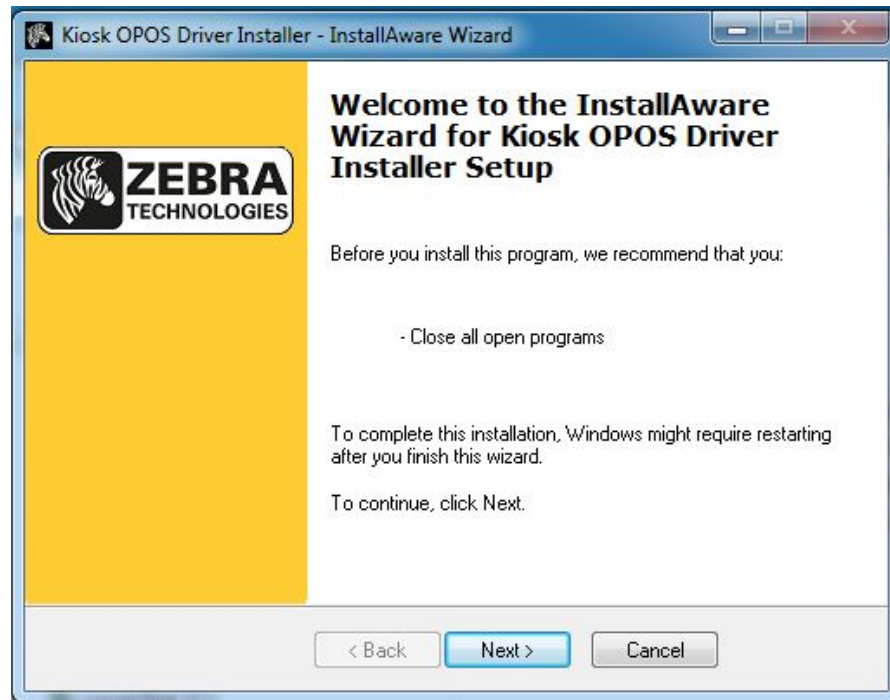 Kiosk OPOS Driver Installer - InstallAware Wizard
Welcome to the InstallAware
Wizard for Kiosk OPOS Driver
Installer Setup
ZEBRA
TECHNOLOGIES
Before you install this program, we recommend that you:
- Close all open programs
To complete this installation, Windows might require restarting
after you finish this wizard.
To continue, click Next.
< Back
Next >
Cancel